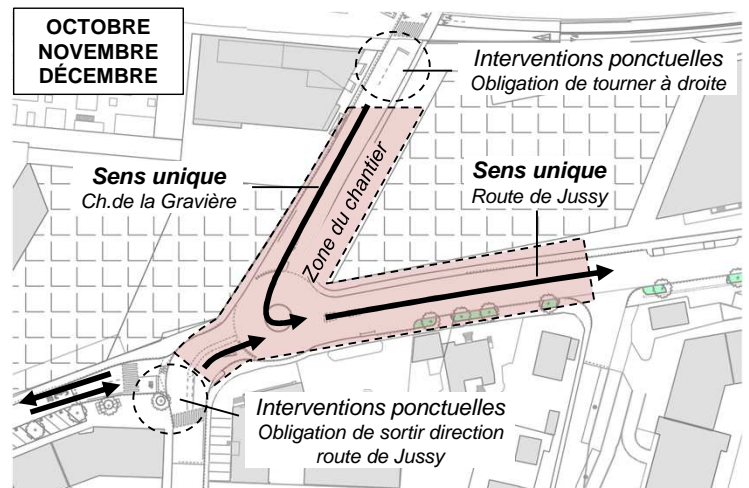 OCTOBRE
NOVEMBRE
DÉCEMBRE
Interventions ponctuelles
Obligation de tourner à droite
Sens unique
Ch.de la Gravière
Zone du chantier
Sens unique
Route de Jussy
Interventions ponctuelles
Obligation de sortir direction
route de Jussy